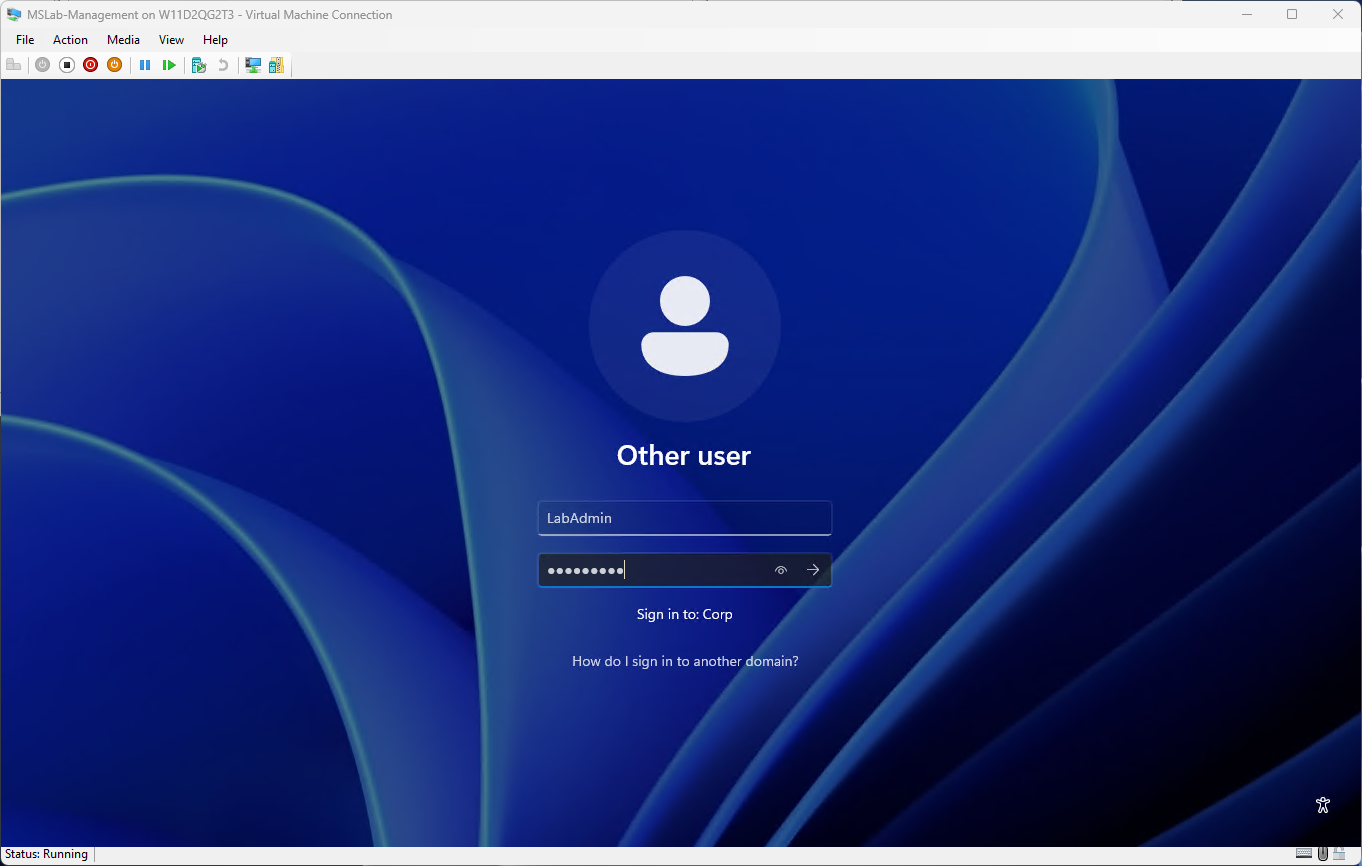 MSLab-Management on W11D2QG2T3 - Virtual Machine Connection
File Action Media View Help
Other user
LabAdmin
●●●●●●●●●
Sign in to: Corp
How do I sign in to another domain?
Status: Running